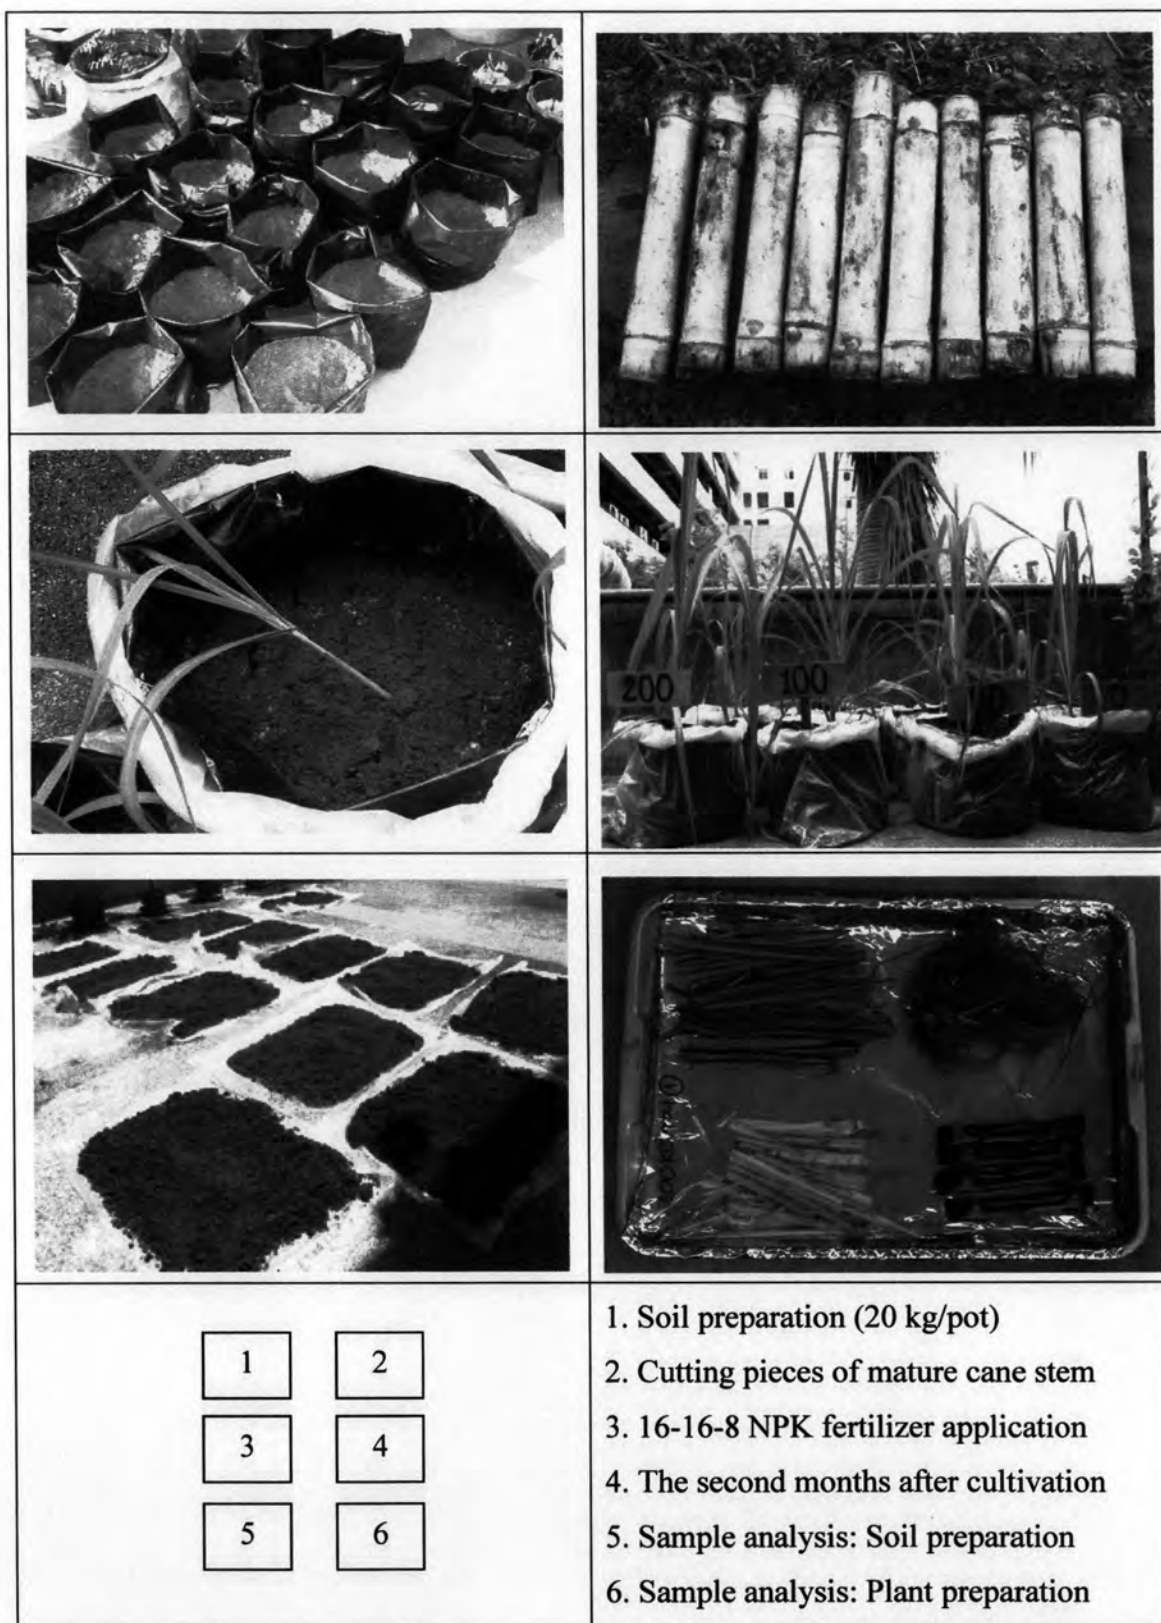 200
100
1
2
3
4
5
6
1. Soil preparation (20 kg/pot)
2. Cutting pieces of mature cane stem
3. 16-16-8 NPK fertilizer application
4. The second months after cultivation
5. Sample analysis: Soil preparation
6. Sample analysis: Plant preparation